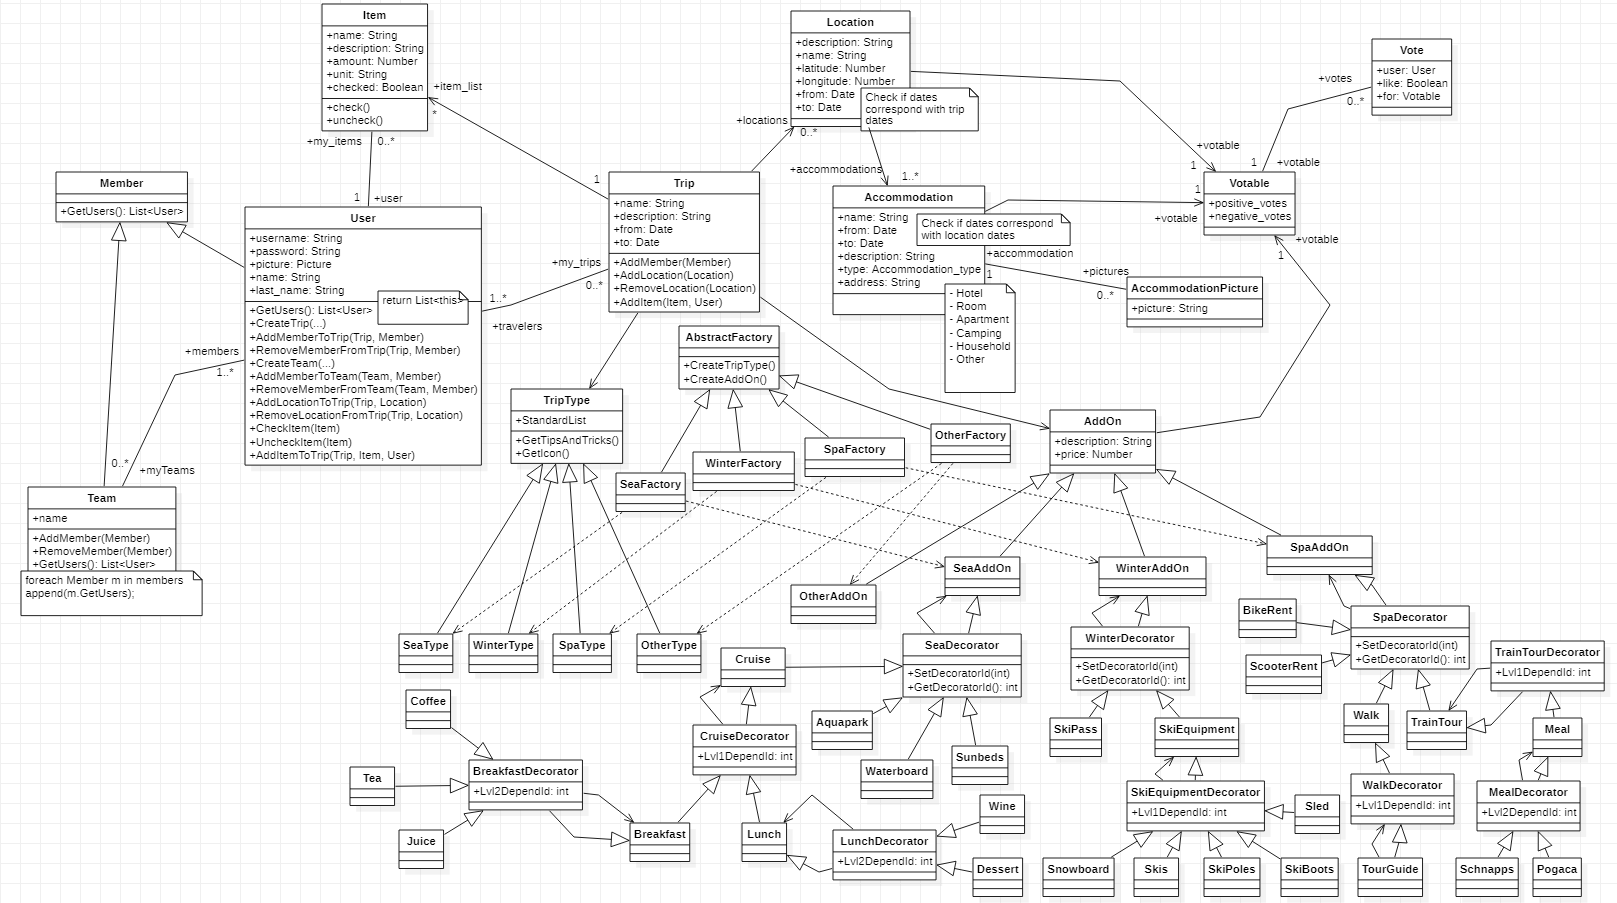 Item
+name: String
+description: String
+amount: Number
+unit: String
+checked: Boolean
+check()
+uncheck()
+item_list
*
+my_items
0..*
1
+user
Location
+description: String
+name: String
+latitude: Number
+longitude: Number
+from: Date
+to: Date
Check if dates
correspond with trip
dates
+locations
0..*
+accommodations
1..*
Vote
+user: User
+like: Boolean
+for: Votable
+votes
0..*
+votable
1
1
+votable
Votable
+positive_votes
+negative_votes
1
+votable
+votable
1
Member
+GetUsers(): List<User>
User
+username: String
+password: String
+picture: Picture
+name: String
+last_name: String
return List<this>
+GetUsers(): List<User>
+CreateTrip(...)
+AddMemberToTrip(Trip, Member)
+RemoveMemberFromTrip(Trip, Member)
+CreateTeam(...)
+AddMemberToTeam(Team, Member)
+RemoveMemberFromTeam(Team, Member)
+AddLocationToTrip(Trip, Location)
+RemoveLocationFromTrip(Trip, Location)
+CheckItem(Item)
+UncheckItem(Item)
+AddItemToTrip(Trip, Item, User)
1
Trip
+name: String
+description: String
+from: Date
+to: Date
+AddMember(Member)
+AddLocation(Location)
+RemoveLocation(Location)
+AddItem(Item, User)
+my_trips
0..*
1..*
+travelers
Accommodation
+name: String
+from: Date
+to: Date
+description: String
+type: Accommodation_type
+address: String
Check if dates correspond
with location dates
+accommodation
1
+pictures
0..*
AccommodationPicture
+picture: String
- Hotel
- Room
- Apartment
- Camping
- Household
- Other
+members
1..*
0..*
+myTeams
Team
+name
+AddMember(Member)
+RemoveMember(Member)
+GetUsers(): List<User>
foreach Member m in members
append(m.GetUsers);
AbstractFactory
+CreateTripType()
+CreateAddOn()
TripType
+StandardList
+GetTipsAndTricks()
+GetIcon()
AddOn
+description: String
+price: Number
OtherFactory
SpaFactory
WinterFactory
SeaFactory
SpaAddOn
SeaAddOn
WinterAddOn
OtherAddOn
SeaType
WinterType
SpaType
OtherType
Cruise
SeaDecorator
+SetDecoratorId(int)
+GetDecoratorId(): int
WinterDecorator
+SetDecoratorId(int)
+GetDecoratorId(): int
BikeRent
SpaDecorator
+SetDecoratorId(int)
+GetDecoratorId(): int
ScooterRent
TrainTourDecorator
+Lvl1DependId: int
Coffee
Aquapark
CruiseDecorator
+Lvl1DependId: int
SkiPass
SkiEquipment
Walk
TrainTour
Meal
Tea
BreakfastDecorator
+Lvl2DependId: int
Waterboard
Sunbeds
SkiEquipmentDecorator
+Lvl1DependId: int
Sled
WalkDecorator
+Lvl1DependId: int
MealDecorator
+Lvl2DependId: int
Juice
Breakfast
Lunch
LunchDecorator
+Lvl2DependId: int
Wine
Dessert
Snowboard
Skis
SkiPoles
SkiBoots
TourGuide
Schnapps
Pogaca